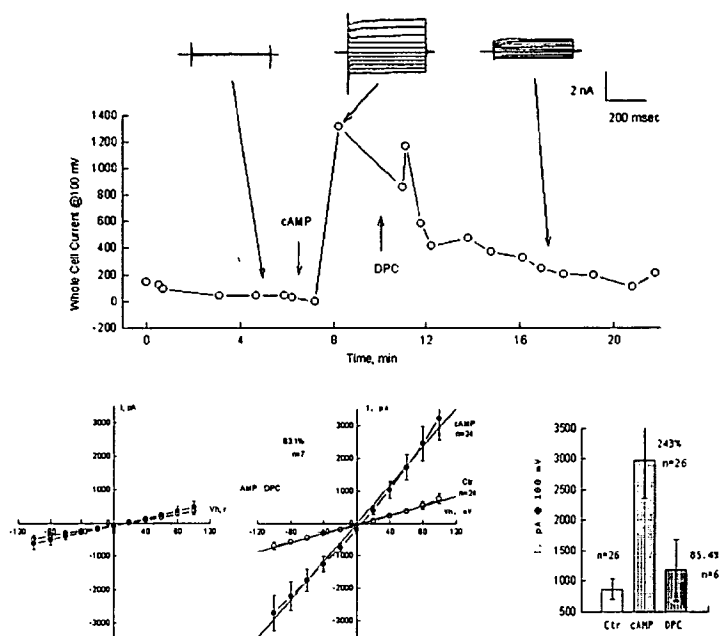 2 nA
200 msec
Whole Cell Current @100 mV
1400
1200
1000
800
600
400
200
0
-200
cAMP
DPC
0
4
8
12
16
20
Time, min
I, pA
3000
2000
1000
-1000
-2000
-3000
-120
-80
-40
40
80
120
83.1%
n=7
AMP DPC
I, pA
3000
2000
1000
-1000
-2000
-3000
-120
-80
-40
0
40
80
120
Vh, mV
cAMP
n=24
Ctr
n=24
I, pA @ 100 mV
3500
3000
2500
2000
1500
1000
500
n=26
243%
n=26
85.4%
n=6
Ctr cAMP DPC